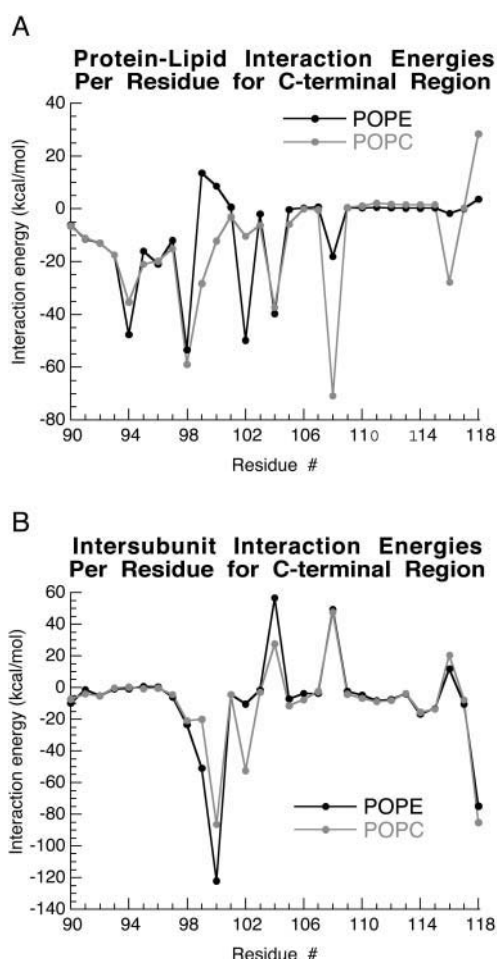 A
Protein-Lipid Interaction Energies
Per Residue for C-terminal Region
40
POPE
POPC
20
0
-20
-40
-60
-80
Interaction energy (kcal/mol)
90 94 98 102 106 110 114 118
Residue #
B
Intersubunit Interaction Energies
Per Residue for C-terminal Region
60
40
20
0
-20
-40
-60
-80
-100
-120
-140
Interaction energy (kcal/mol)
POPE
POPC
90 94 98 102 106 110 114 118
Residue #